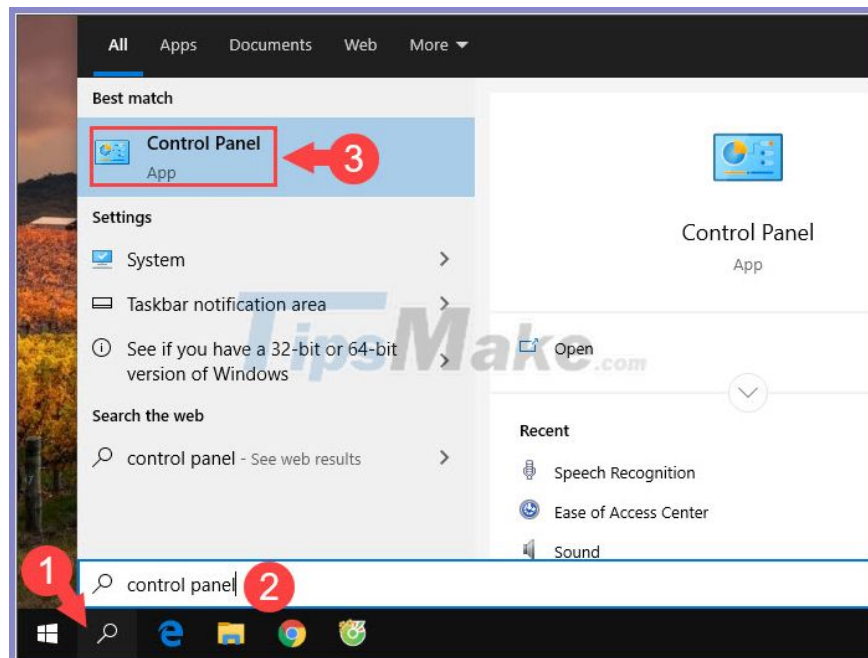 All Apps Documents Web More
Best match
Control Panel
App
3
Settings
System
Taskbar notification area
See if you have a 32-bit or 64-bit
version of Windows
Search the web
control panel - See web results
Control Panel
App
Open
TipsMake.com
Recent
Speech Recognition
Ease of Access Center
Sound
1
control panel
2